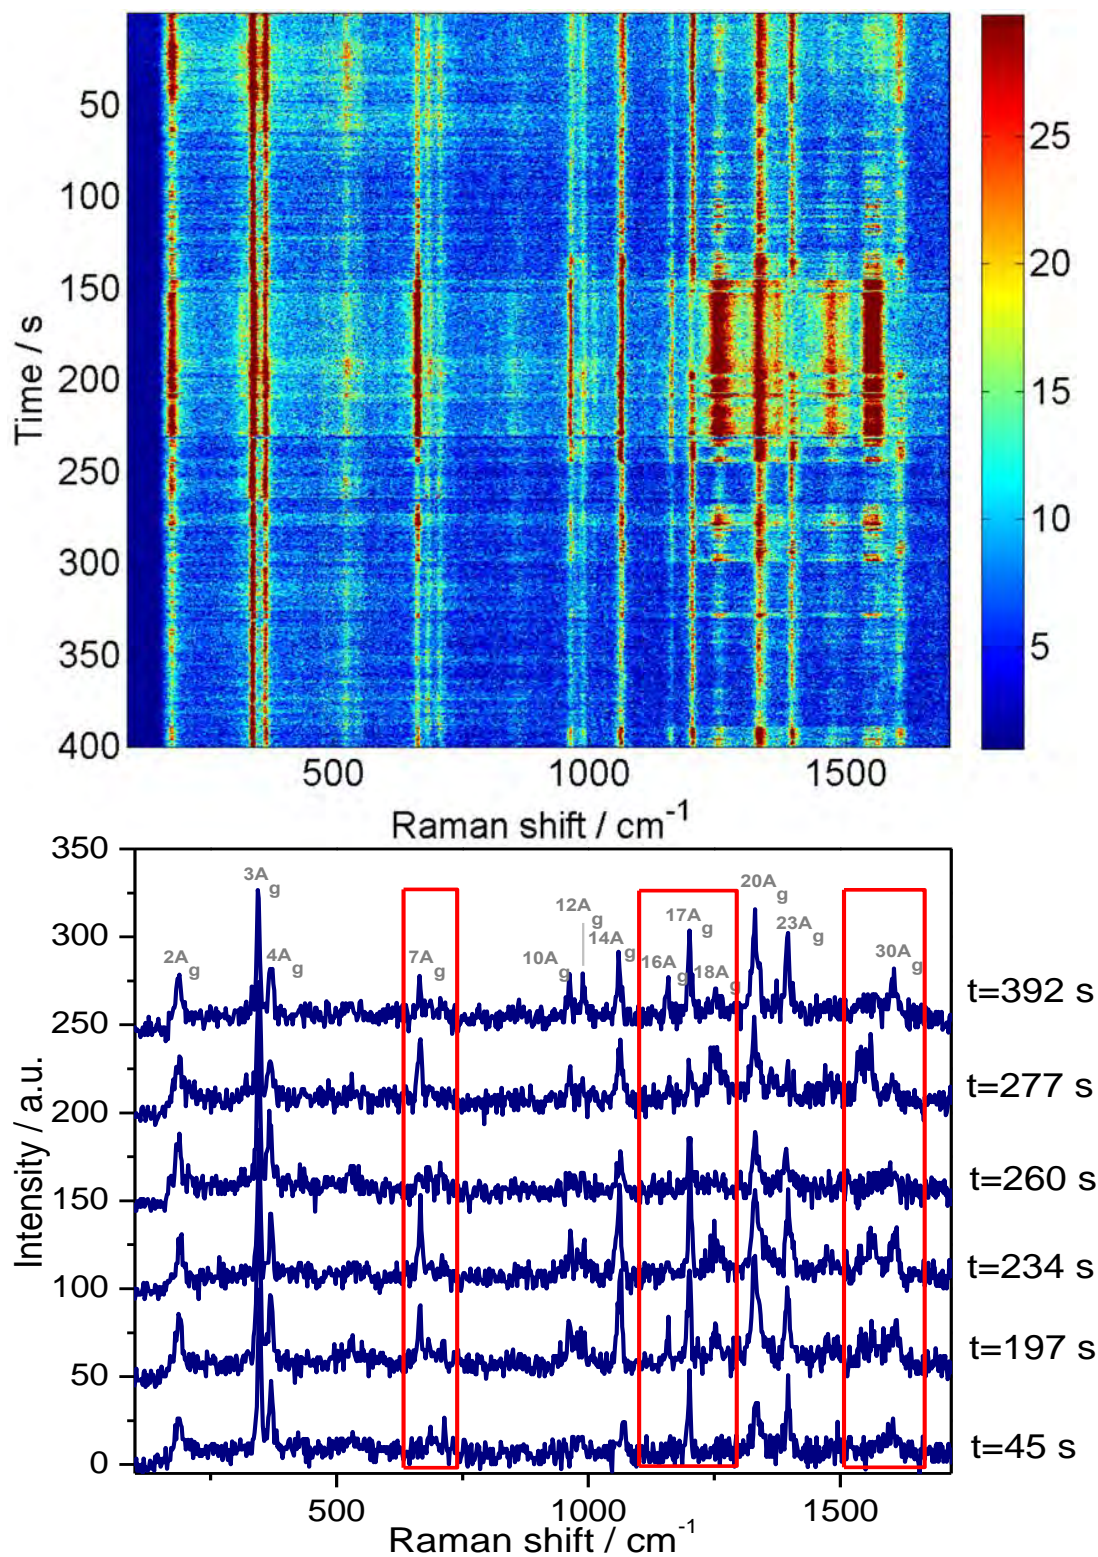 50
100
150
200
250
300
350
400
Time / s
500
1000
1500
Raman shift / cm-1
25
20
15
10
5
350
300
250
200
150
100
50
0
Intensity / a.u.
2Ag
3Ag
4Ag
7Ag
10Ag
12Ag
14Ag
16Ag
17Ag
18Ag
20Ag
23Ag
30Ag
t=392 s
t=277 s
t=260 s
t=234 s
t=197 s
t=45 s
500
1000
1500
Raman shift / cm-1